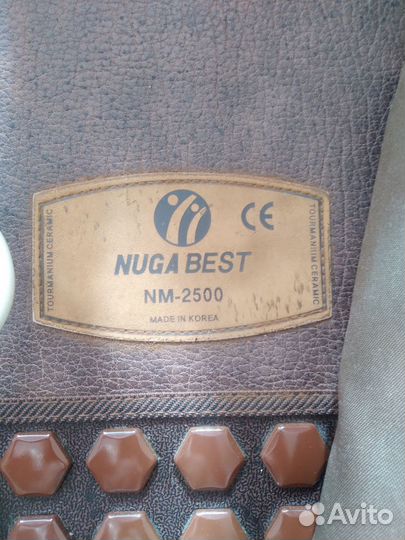 TOURMANIUM CERAMIC
CE
NUGA BEST
NM-2500
MADE IN KOREA
TOURMANIUM CERAMIC
Avito